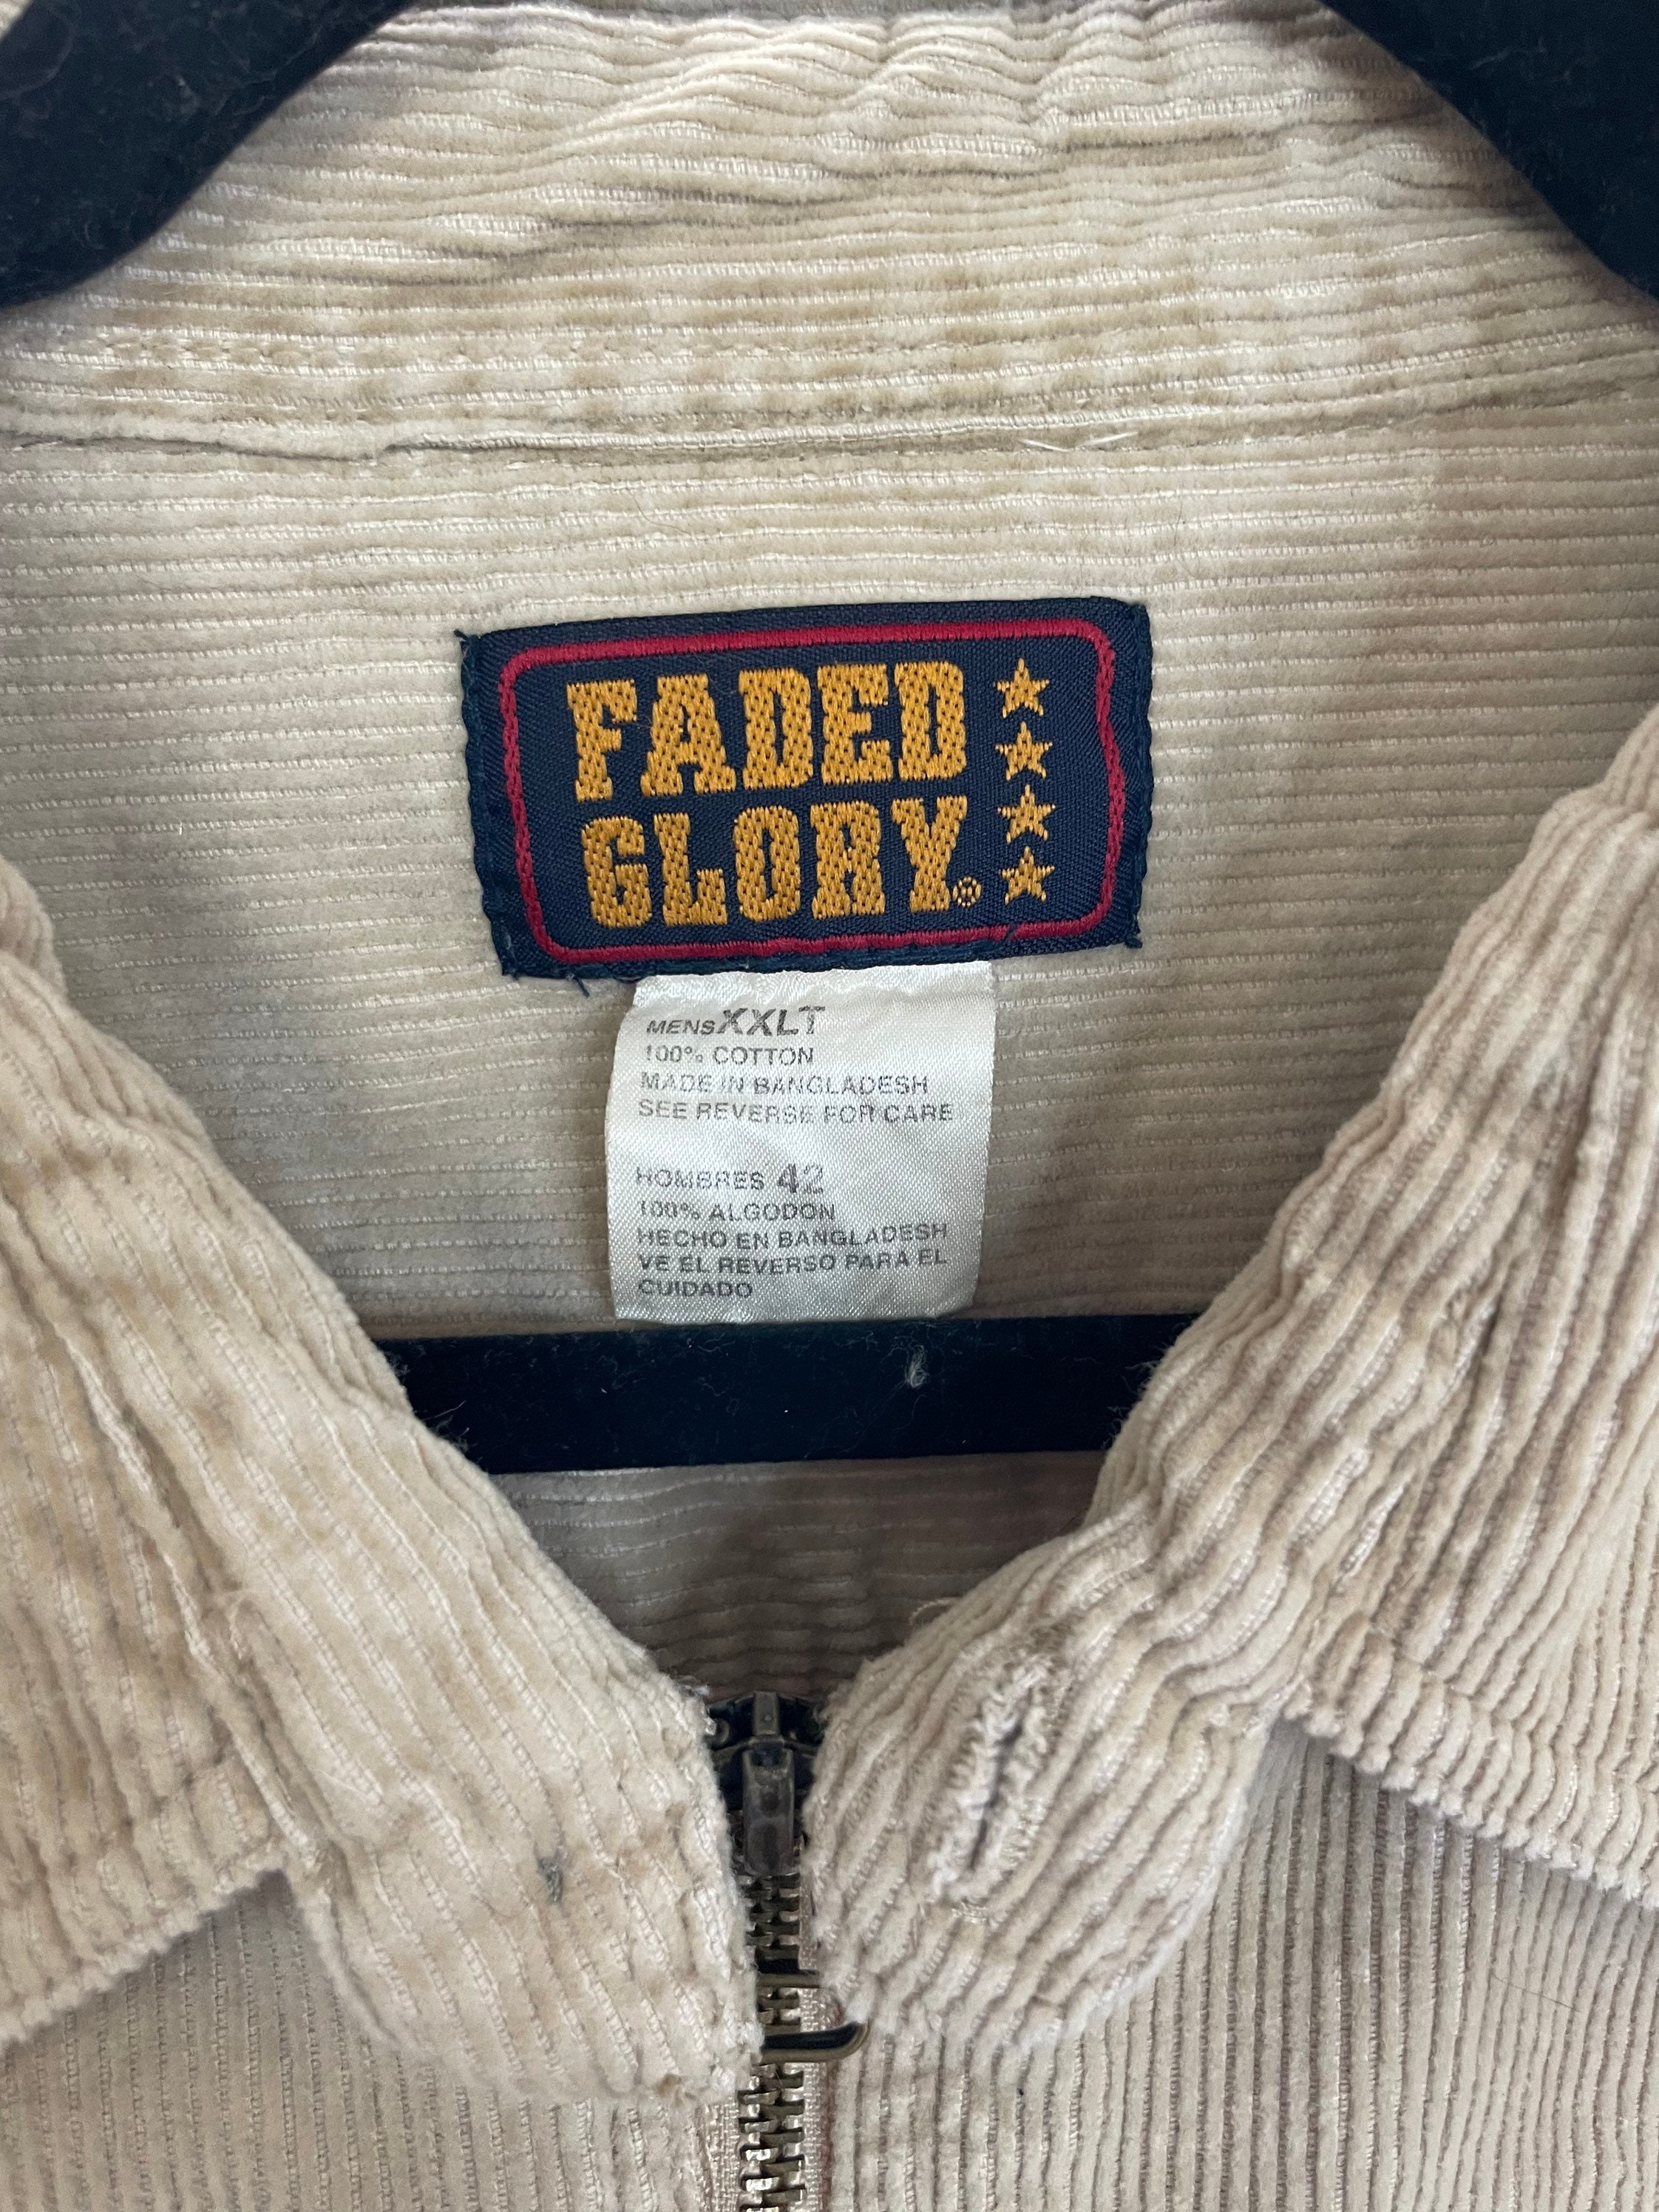 FADED
GLORY®
MENS XXLT
100% COTTON
MADE IN BANGLADESH
SEE REVERSE FOR CARE
HOMBRES 42
100% ALGODON
HECHO EN BANGLADESH
VE EL REVERSO PARA EL
CUIDADO